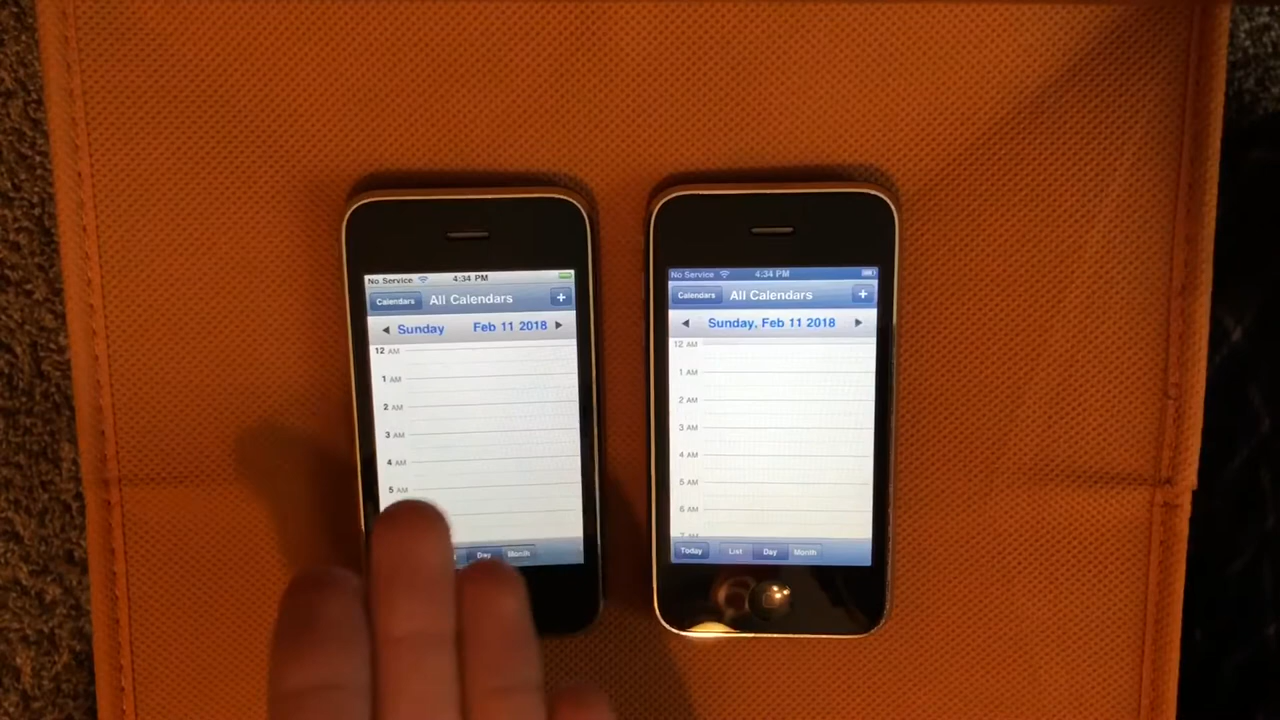 No Service 4:34 PM
Calendars All Calendars +
Sunday Feb 11 2018
12 AM
1 AM
2 AM
3 AM
4 AM
5 AM
Day Month
No Service 4:34 PM
Calendars All Calendars +
Sunday, Feb 11 2018
12 AM
1 AM
2 AM
3 AM
4 AM
5 AM
6 AM
7 AM
Today List Day Month